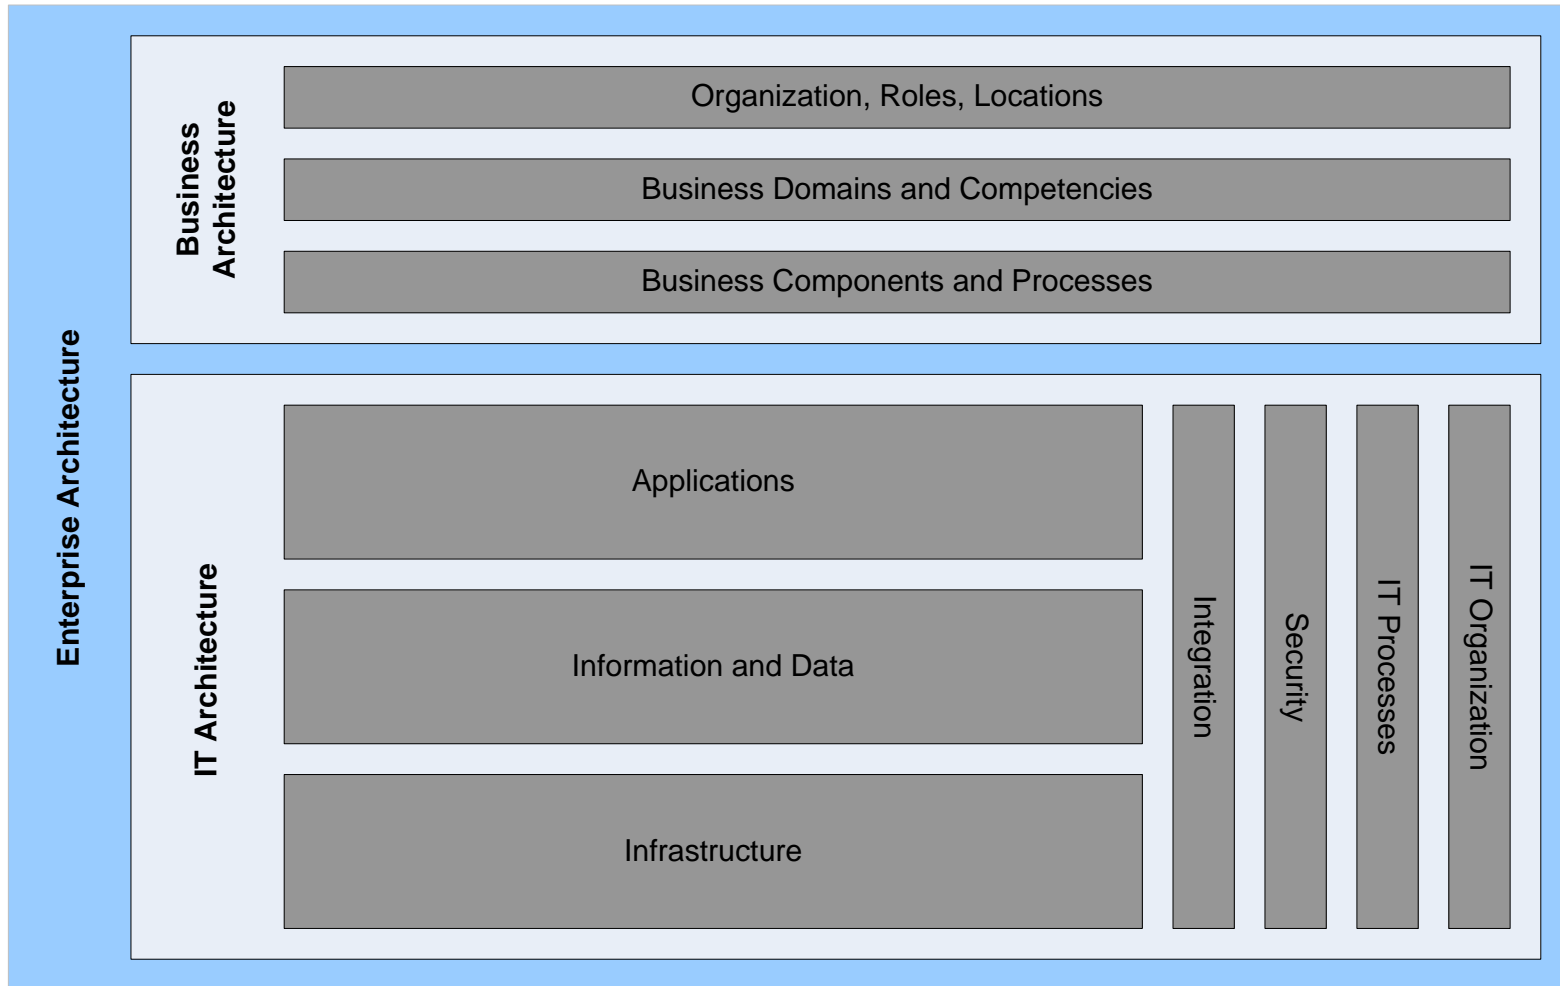 Enterprise Architecture
Business
Architecture
Organization, Roles, Locations
Business Domains and Competencies
Business Components and Processes
IT Architecture
Applications
Information and Data
Infrastructure
Integration
Security
IT Processes
IT Organization